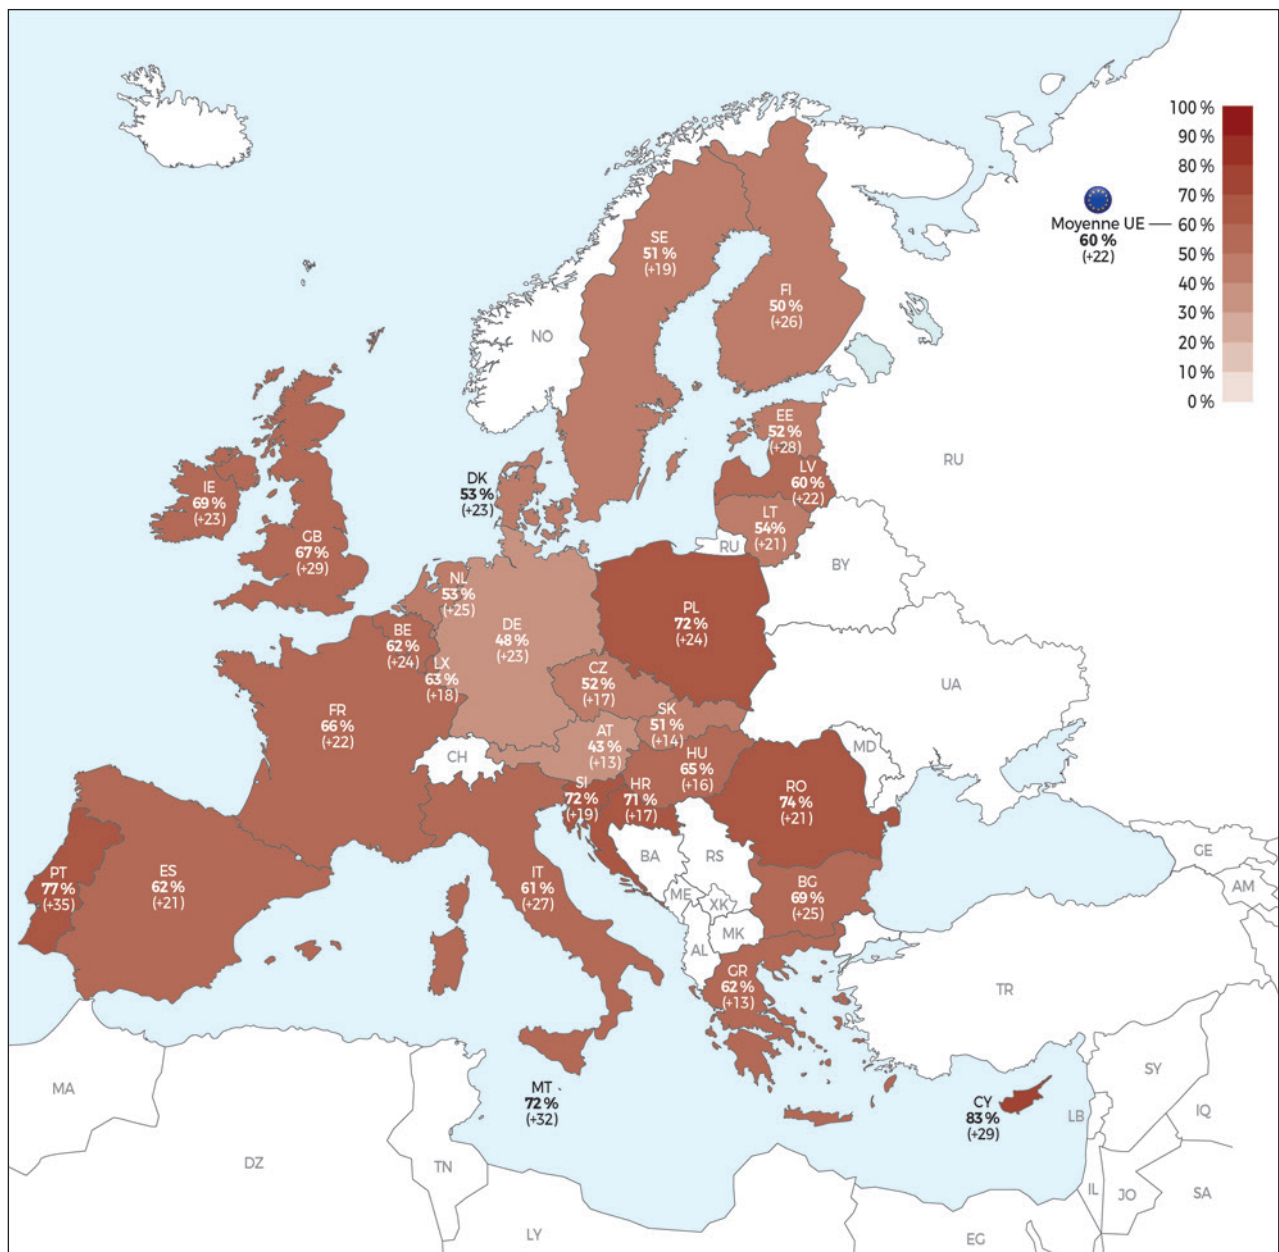 100 %
90 %
80 %
70 %
60 %
50 %
40 %
30 %
20 %
10 %
0 %
Moyenne UE
60 %
(+22)
SE
51 %
(+19)
FI
50 %
(+26)
NO
EE
52 %
(+28)
LV
60 %
(+22)
LT
54%
(+21)
RU
RU
BY
DK
53 %
(+23)
IE
69 %
(+23)
GB
67 %
(+29)
NL
53 %
(+25)
BE
62 %
(+24)
LX
63 %
(+18)
DE
48 %
(+23)
PL
72 %
(+24)
CZ
52 %
(+17)
SK
51 %
(+14)
AT
43 %
(+13)
HU
65 %
(+16)
UA
MD
FR
66 %
(+22)
CH
SI
72 %
(+19)
HR
71 %
(+17)
RO
74 %
(+21)
BA
RS
ME
XK
MK
AL
BG
69 %
(+25)
GE
AM
PT
77 %
(+35)
ES
62 %
(+21)
IT
61 %
(+27)
GR
62 %
(+13)
TR
MT
72 %
(+32)
CY
83 %
(+29)
LB
SY
IQ
IL
JO
SA
MA
DZ
TN
LY
EG